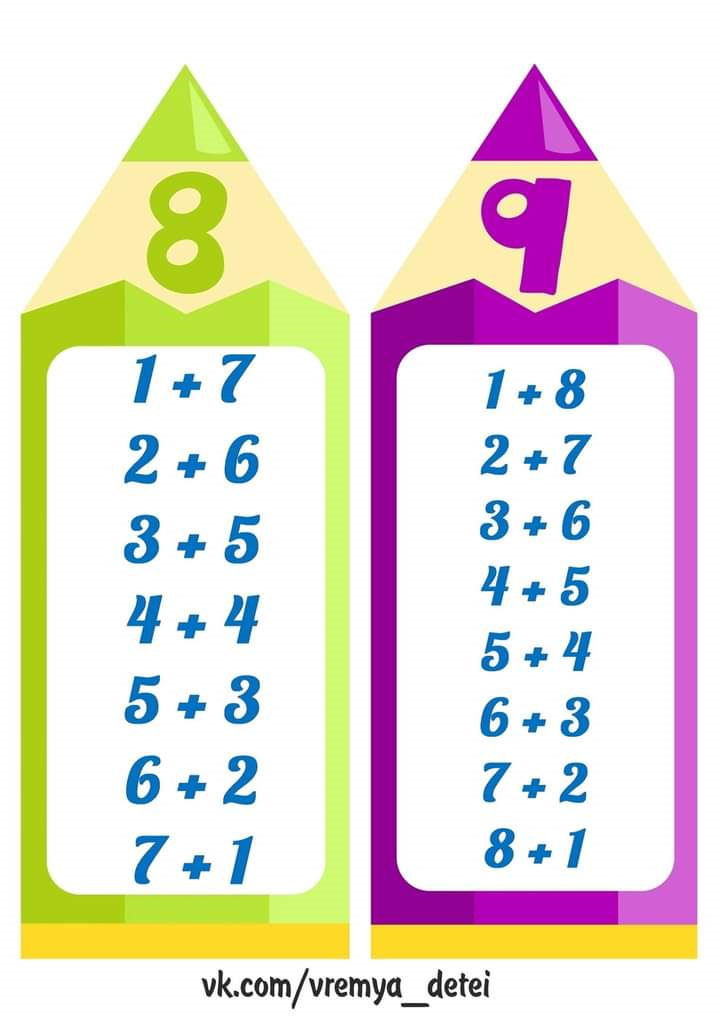 8
1 + 7
2 + 6
3 + 5
4 + 4
5 + 3
6 + 2
7 + 1
9
1 + 8
2 + 7
3 + 6
4 + 5
5 + 4
6 + 3
7 + 2
8 + 1
vk.com/vremya_detei